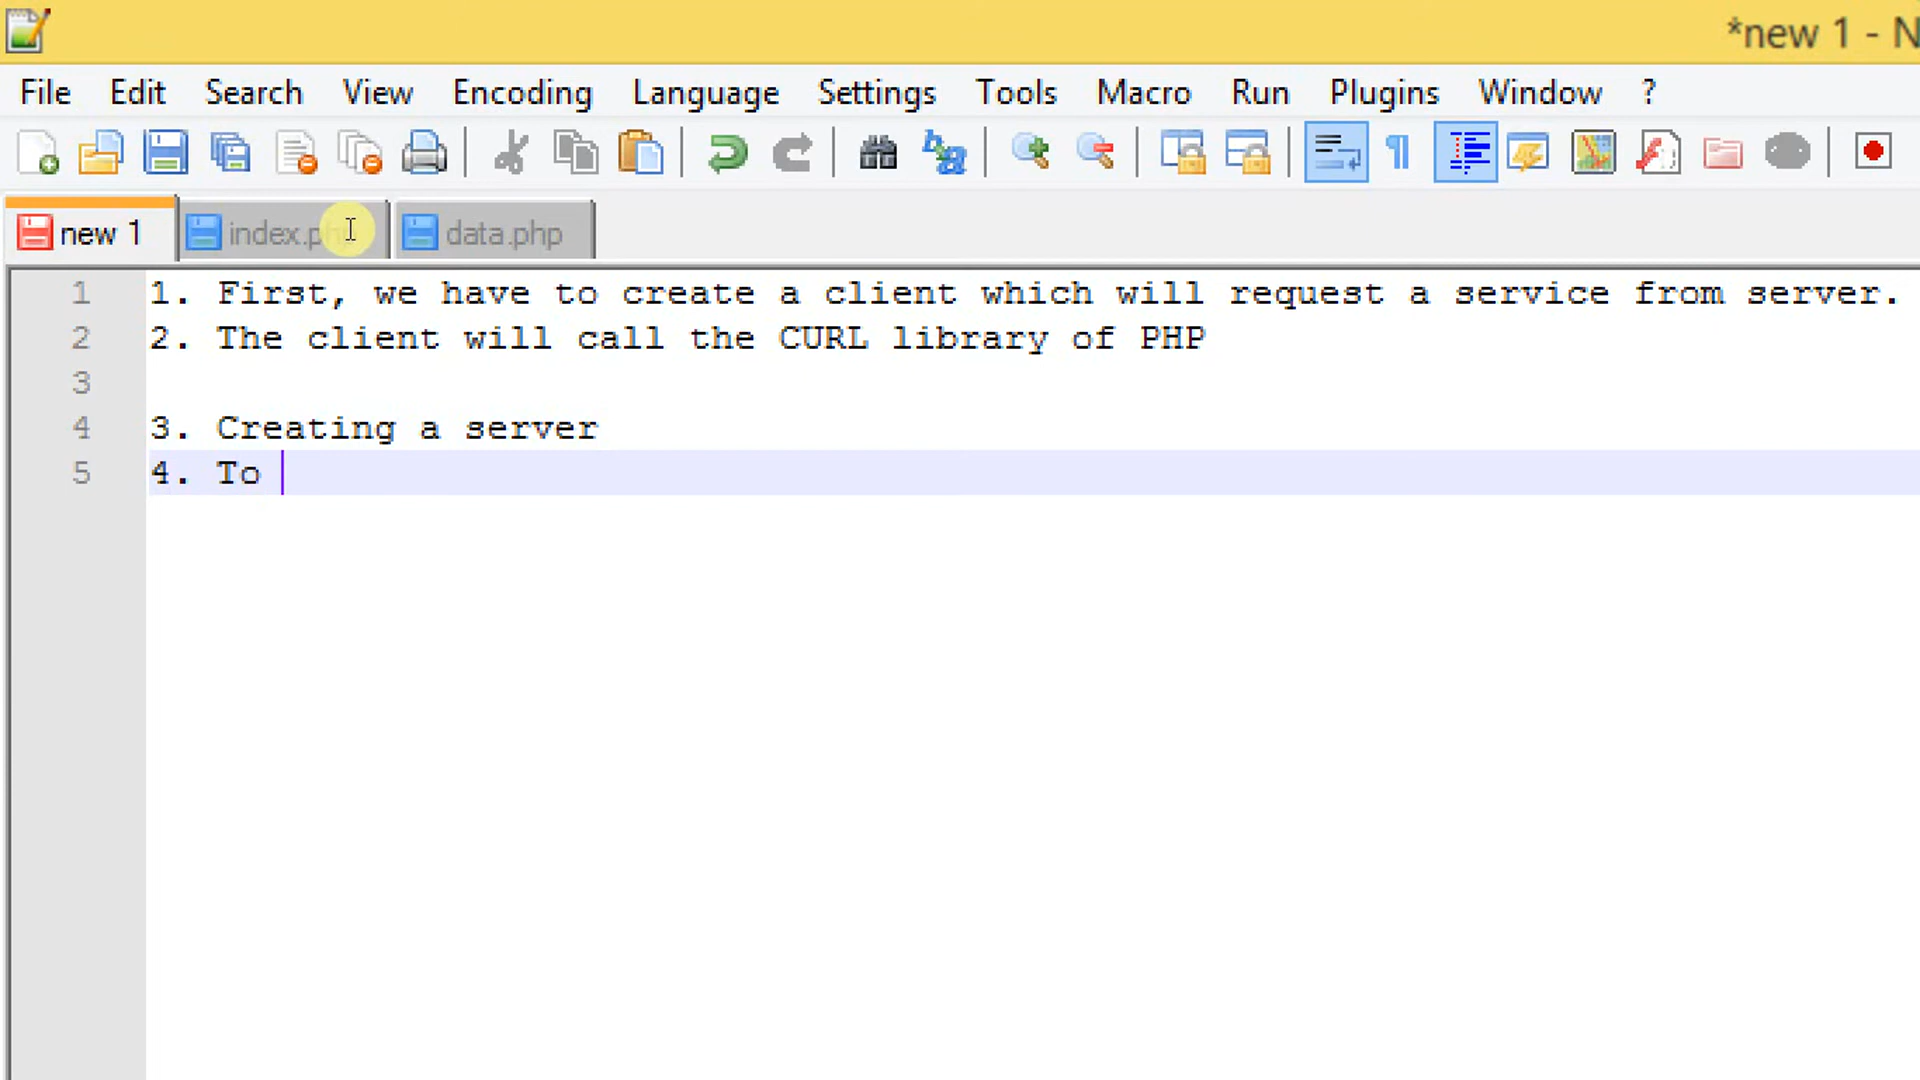 *new 1 - N
File Edit Search View Encoding Language Settings Tools Macro Run Plugins Window ?
new 1 index.php data.php
1 1. First, we have to create a client which will request a service from server.
2 2. The client will call the CURL library of PHP
3
4 3. Creating a server
5 4. To